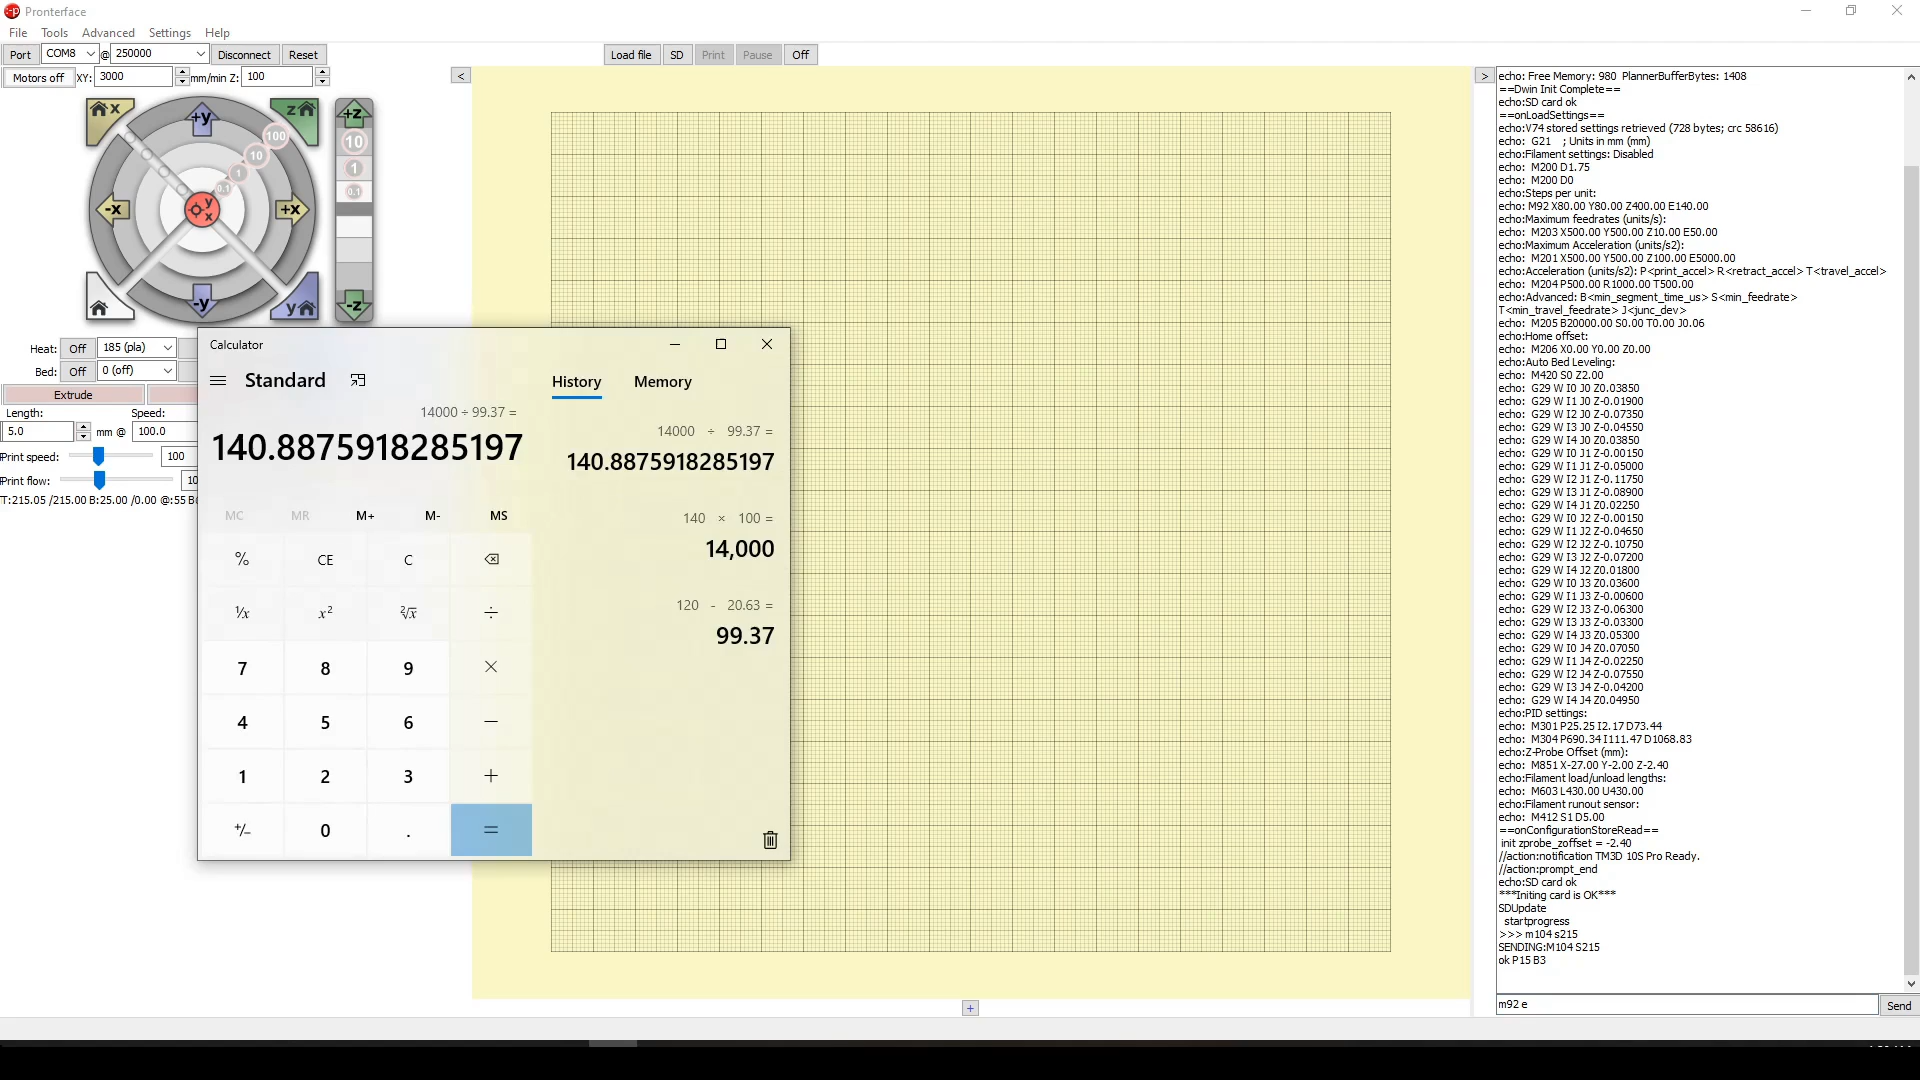 Pronterface
File Tools Advanced Settings Help
Port COM8 @ 250000 Disconnect Reset Load file SD Print Pause Off
Motors off XY: 3000 mm/min Z: 100
< >
x +y z 100 10 1 0.1
-x y x +x
-y y
+Z 10 1 0.1 -Z
Heat: Off 185 (pla)
Bed: Off 0 (off)
Extrude
Length: Speed:
5.0 mm @ 100.0
Print speed: 100
Print flow: 10
T:215.05 /215.00 B:25.00 /0.00 @:55 B
Calculator
Standard
14000 ÷ 99.37 =
140.8875918285197
MC MR M+ M- MS
% CE C
¹/x x² ²√x ÷
7 8 9 ×
4 5 6 −
1 2 3 +
+/− 0 . =
History Memory
14000 ÷ 99.37 =
140.8875918285197
140 × 100 =
14,000
120 - 20.63 =
99.37
+
echo: Free Memory: 980 PlannerBufferBytes: 1408
==Dwin Init Complete==
echo:SD card ok
==onLoadSettings==
echo:V74 stored settings retrieved (728 bytes; crc 58616)
echo: G21 ; Units in mm (mm)
echo:Filament settings: Disabled
echo: M200 D1.75
echo: M200 D0
echo:Steps per unit:
echo: M92 X80.00 Y80.00 Z400.00 E140.00
echo:Maximum feedrates (units/s):
echo: M203 X500.00 Y500.00 Z10.00 E50.00
echo:Maximum Acceleration (units/s2):
echo: M201 X500.00 Y500.00 Z100.00 E5000.00
echo:Acceleration (units/s2): P<print_accel> R<retract_accel> T<travel_accel>
echo: M204 P500.00 R1000.00 T500.00
echo:Advanced: B<min_segment_time_us> S<min_feedrate>
T<min_travel_feedrate> J<junc_dev>
echo: M205 B20000.00 S0.00 T0.00 J0.06
echo:Home offset:
echo: M206 X0.00 Y0.00 Z0.00
echo:Auto Bed Leveling:
echo: M420 S0 Z2.00
echo: G29 W I0 J0 Z0.03850
echo: G29 W I1 J0 Z-0.01900
echo: G29 W I2 J0 Z-0.07350
echo: G29 W I3 J0 Z-0.04550
echo: G29 W I4 J0 Z0.03850
echo: G29 W I0 J1 Z-0.00150
echo: G29 W I1 J1 Z-0.05000
echo: G29 W I2 J1 Z-0.11750
echo: G29 W I3 J1 Z-0.08900
echo: G29 W I4 J1 Z0.02250
echo: G29 W I0 J2 Z-0.00150
echo: G29 W I1 J2 Z-0.04650
echo: G29 W I2 J2 Z-0.10750
echo: G29 W I3 J2 Z-0.07200
echo: G29 W I4 J2 Z0.01800
echo: G29 W I0 J3 Z0.03600
echo: G29 W I1 J3 Z-0.00600
echo: G29 W I2 J3 Z-0.06300
echo: G29 W I3 J3 Z-0.03300
echo: G29 W I4 J3 Z0.05300
echo: G29 W I0 J4 Z0.07050
echo: G29 W I1 J4 Z-0.02250
echo: G29 W I2 J4 Z-0.07550
echo: G29 W I3 J4 Z-0.04200
echo: G29 W I4 J4 Z0.04950
echo:PID settings:
echo: M301 P25.25 I2.17 D73.44
echo: M304 P690.34 I111.47 D1068.83
echo:Z-Probe Offset (mm):
echo: M851 X-27.00 Y-2.00 Z-2.40
echo:Filament load/unload lengths:
echo: M603 L430.00 U430.00
echo:Filament runout sensor:
echo: M412 S1 D5.00
==onConfigurationStoreRead==
init zprobe_zoffset = -2.40
//action:notification TM3D 10S Pro Ready.
//action:prompt_end
echo:SD card ok
***Initing card is OK***
SDUpdate
startprogress
>>> m104 s215
SENDING:M104 S215
ok P15 B3
m92 e Send